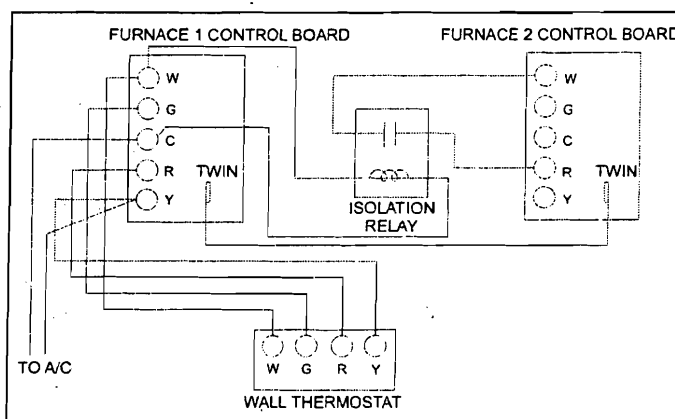 FURNACE 1 CONTROL BOARD
FURNACE 2 CONTROL BOARD
W
G
C
R
Y
TWIN
W
G
C
R
Y
TWIN
ISOLATION
RELAY
TO A/C
W G R Y
WALL THERMOSTAT